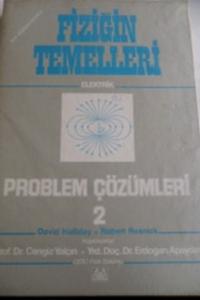 FİZİĞİN
TEMELLERİ
ELEKTRİK
PROBLEM ÇÖZÜMLERİ
2
David Halliday - Robert Resnick
Prof. Dr. Cengiz Yalçın - Yrd. Doç. Dr. Erdoğan Apaydın